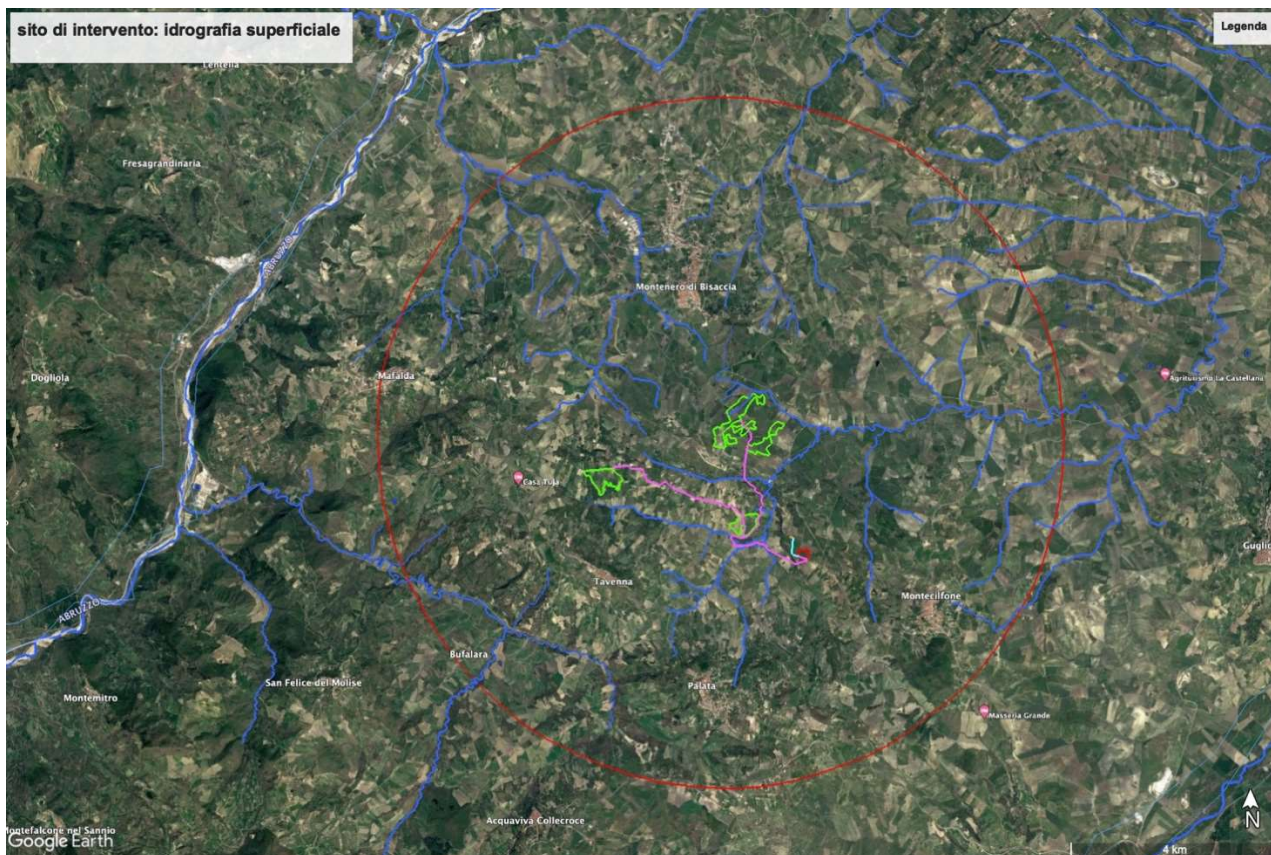 sito di intervento: idrografia superficiale
Legenda
Lentella
Fresagrandinaria
ABRUZZO
Montenero di Bisaccia
Dogliola
Mafalda
Agriturismo La Castellana
Casa Tuja
Guglio
Tavenna
Montecilfone
ABRUZZO
Bufalara
San Felice del Molise
Palata
Montemitro
Masseria Grande
Acquaviva Collecroce
Montefalcone nel Sannio
Google Earth
N
4 km